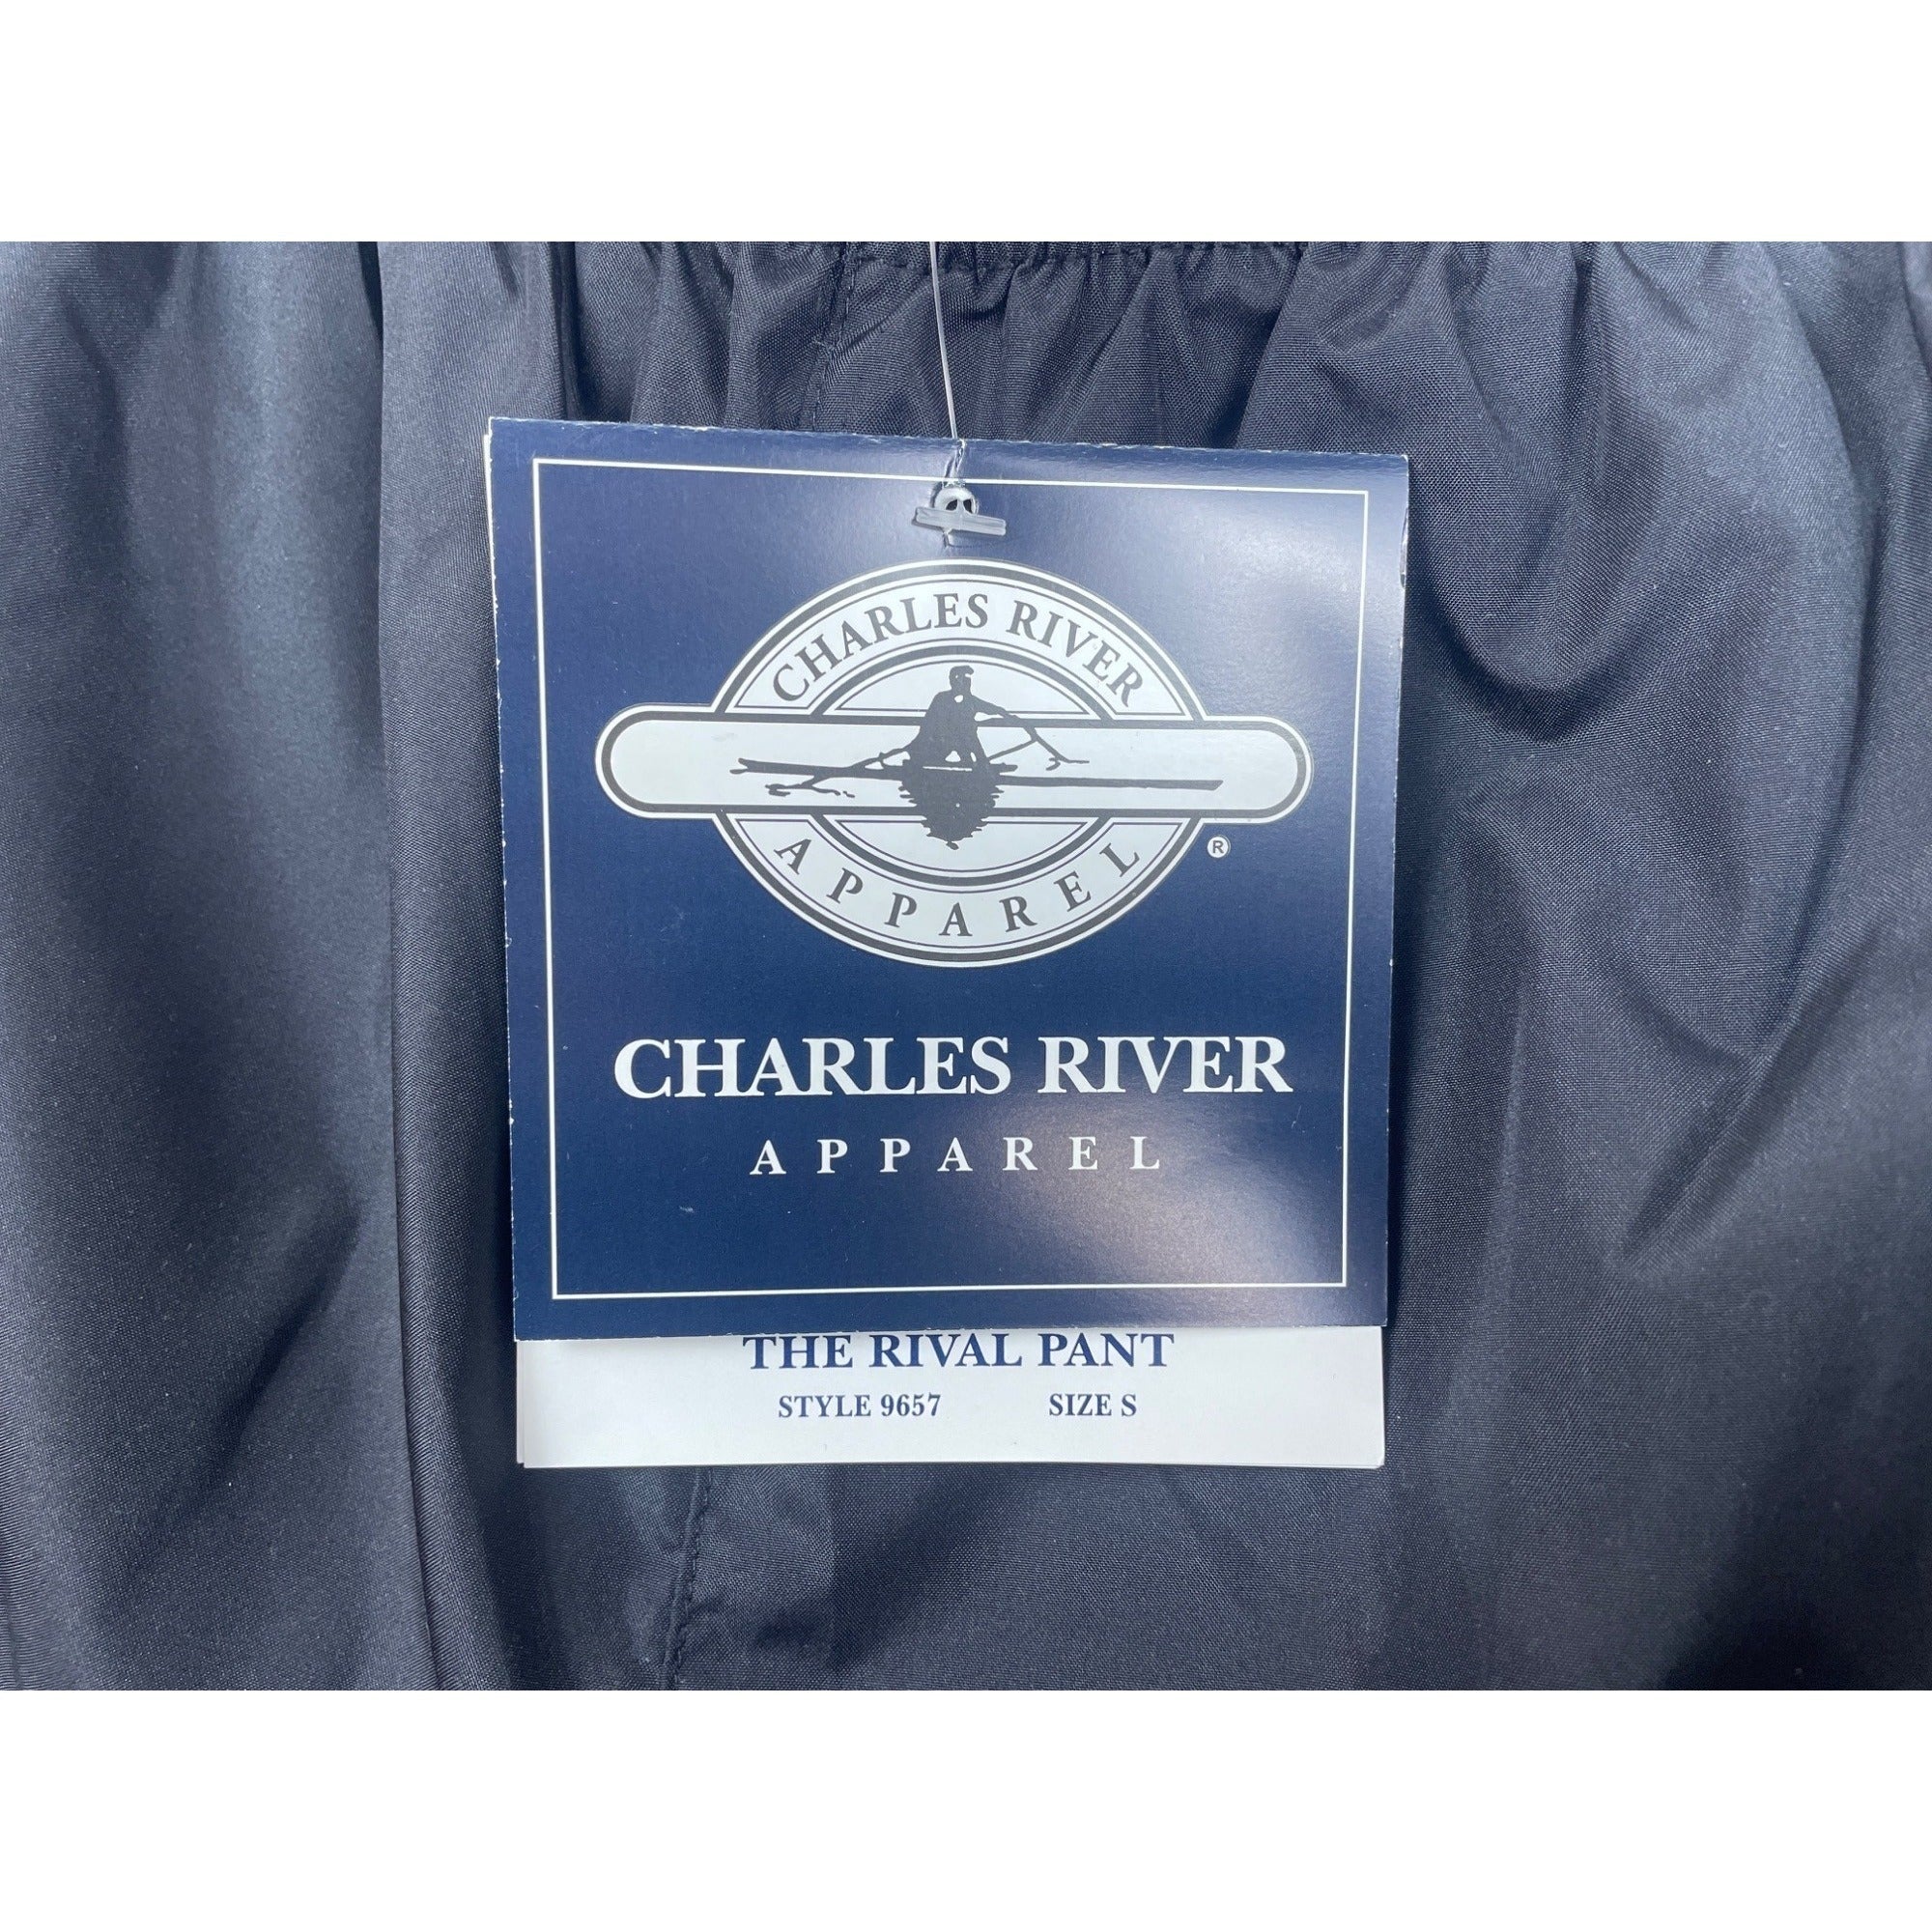 CHARLES RIVER
APPAREL
®
CHARLES RIVER
APPAREL
THE RIVAL PANT
STYLE 9657 SIZE S